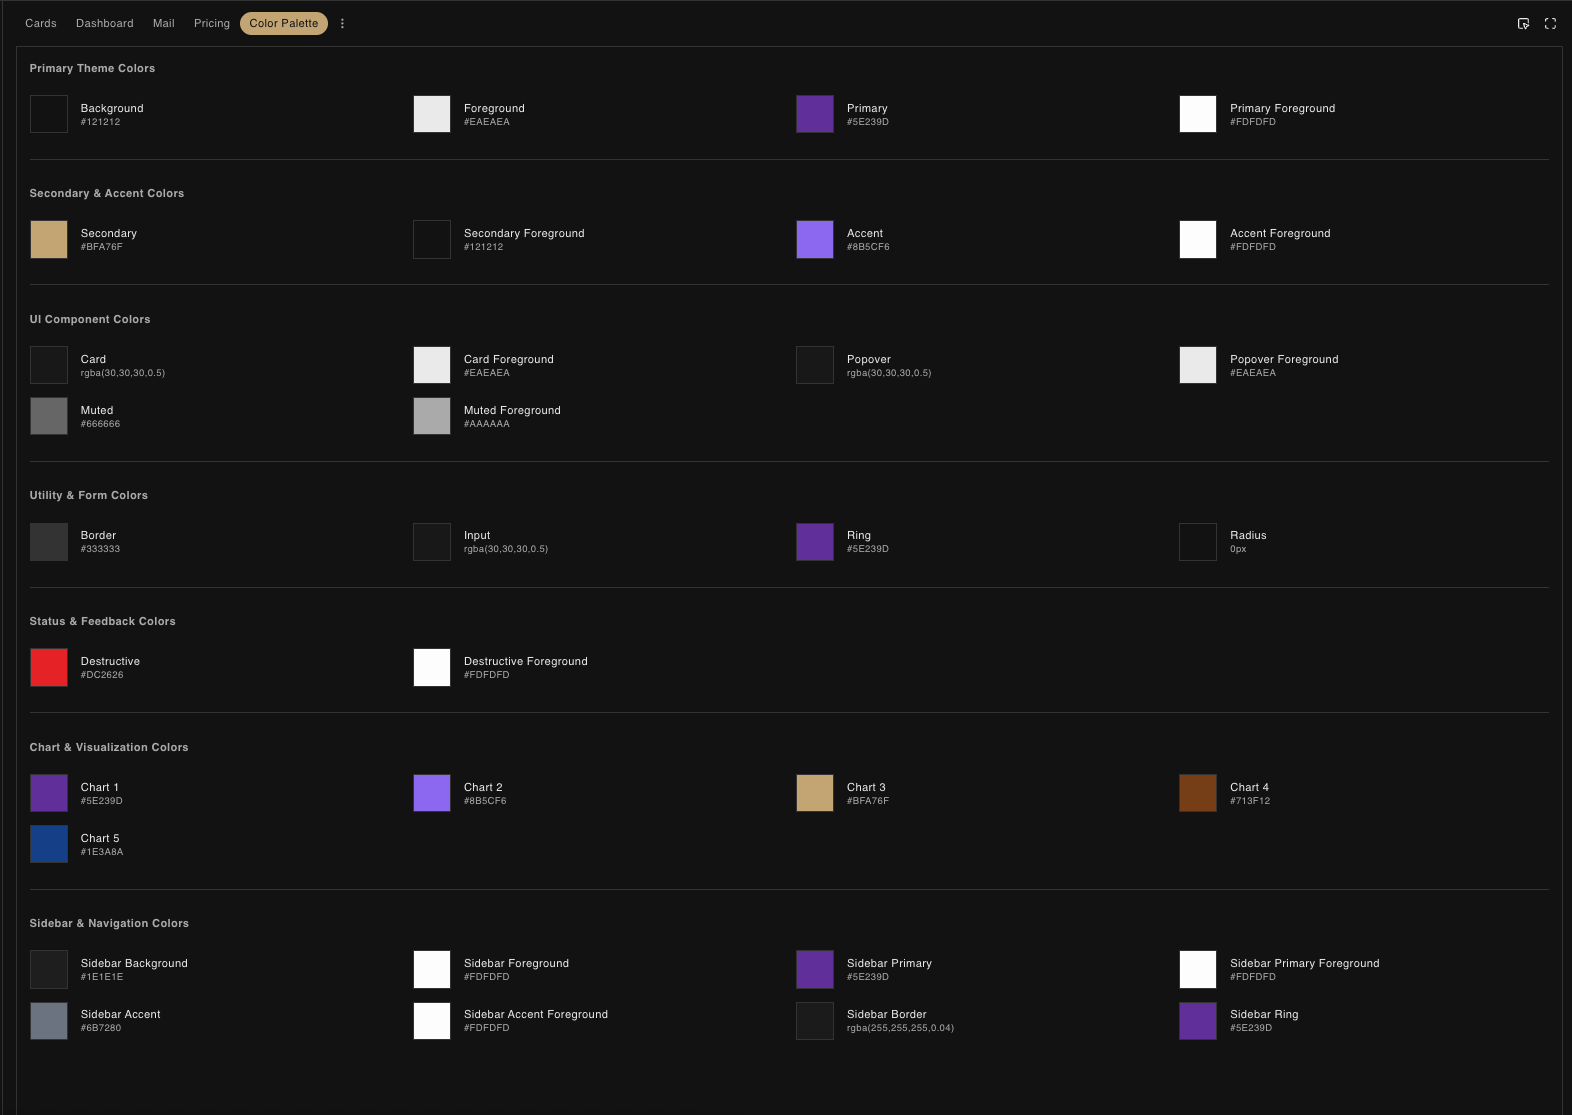 Cards
Dashboard
Mail
Pricing
Color Palette
Primary Theme Colors
Background
#121212
Foreground
#EAEAEA
Primary
#5E239D
Primary Foreground
#FDFDFD
Secondary & Accent Colors
Secondary
#BFA76F
Secondary Foreground
#121212
Accent
#8B5CF6
Accent Foreground
#FDFDFD
UI Component Colors
Card
rgba(30,30,30,0.5)
Card Foreground
#EAEAEA
Popover
rgba(30,30,30,0.5)
Popover Foreground
#EAEAEA
Muted
#666666
Muted Foreground
#AAAAAA
Utility & Form Colors
Border
#333333
Input
rgba(30,30,30,0.5)
Ring
#5E239D
Radius
0px
Status & Feedback Colors
Destructive
#DC2626
Destructive Foreground
#FDFDFD
Chart & Visualization Colors
Chart 1
#5E239D
Chart 2
#8B5CF6
Chart 3
#BFA76F
Chart 4
#713F12
Chart 5
#1E3A8A
Sidebar & Navigation Colors
Sidebar Background
#1E1E1E
Sidebar Foreground
#FDFDFD
Sidebar Primary
#5E239D
Sidebar Primary Foreground
#FDFDFD
Sidebar Accent
#6B7280
Sidebar Accent Foreground
#FDFDFD
Sidebar Border
rgba(255,255,255,0.04)
Sidebar Ring
#5E239D